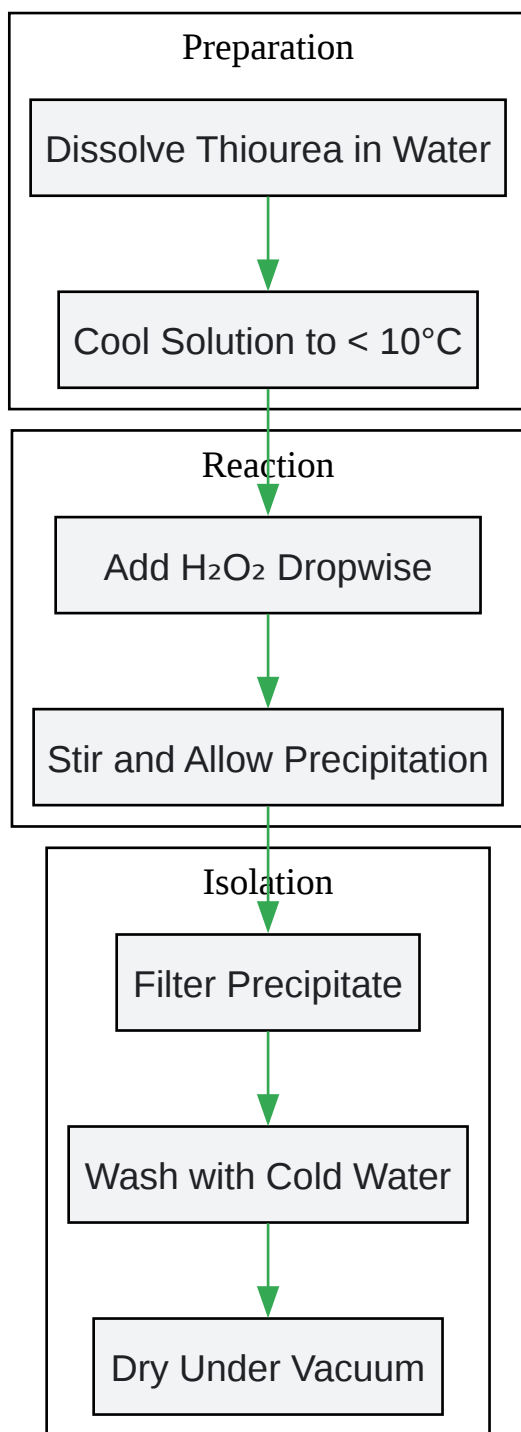 Preparation
Dissolve Thiourea in Water
Cool Solution to < 10°C
Reaction
Add H₂O₂ Dropwise
Stir and Allow Precipitation
Isolation
Filter Precipitate
Wash with Cold Water
Dry Under Vacuum